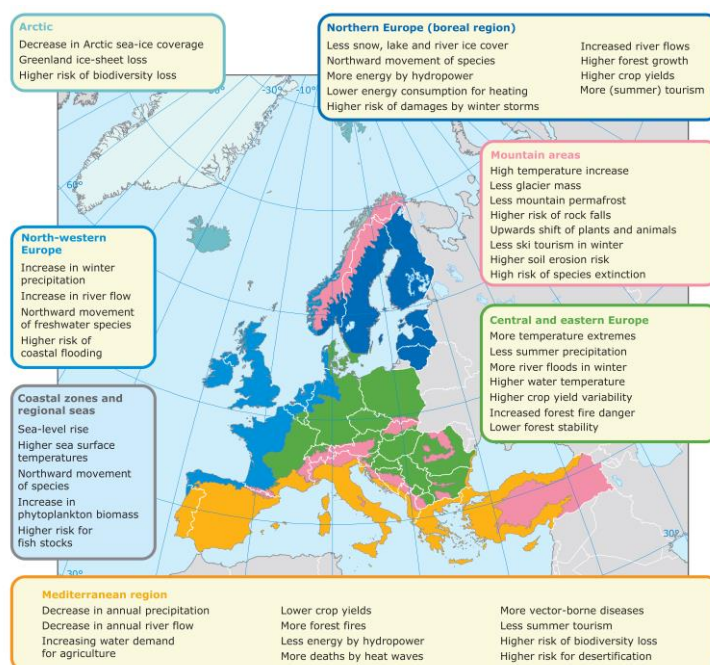 Arctic
Decrease in Arctic sea-ice coverage
Greenland ice-sheet loss
Higher risk of biodiversity loss
Northern Europe (boreal region)
Less snow, lake and river ice cover
Northward movement of species
More energy by hydropower
Lower energy consumption for heating
Higher risk of damages by winter storms
Increased river flows
Higher forest growth
Higher crop yields
More (summer) tourism
-30°
-10°
60°
Mountain areas
High temperature increase
Less glacier mass
Less mountain permafrost
Higher risk of rock falls
Upwards shift of plants and animals
Less ski tourism in winter
Higher soil erosion risk
High risk of species extinction
North-western
Europe
Increase in winter
precipitation
Increase in river flow
Northward movement
of freshwater species
Higher risk of
coastal flooding
Central and eastern Europe
More temperature extremes
Less summer precipitation
More river floods in winter
Higher water temperature
Higher crop yield variability
Increased forest fire danger
Lower forest stability
Coastal zones and
regional seas
Sea-level rise
Higher sea surface
temperatures
Northward movement
of species
Increase in
phytoplankton biomass
Higher risk for
fish stocks
30°
30°
Mediterranean region
Decrease in annual precipitation
Decrease in annual river flow
Increasing water demand
for agriculture
Lower crop yields
More forest fires
Less energy by hydropower
More deaths by heat waves
More vector-borne diseases
Less summer tourism
Higher risk of biodiversity loss
Higher risk for desertification